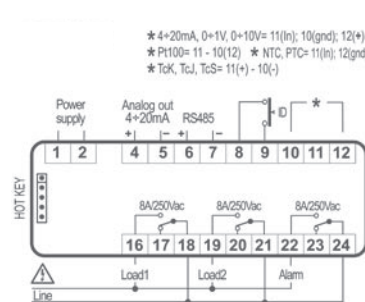 * 4÷20mA, 0÷1V, 0÷10V= 11(In); 10(gnd); 12(+)
* Pt100= 11 - 10(12) * NTC, PTC= 11(In); 12(gnd
* TcK, TcJ, TcS= 11(+) - 10(-)
Power supply
Analog out 4÷20mA
RS485
ID
*
+ − + −
1 2 4 5 6 7 8 9 10 11 12
HOT KEY
8A/250Vac 8A/250Vac 8A/250Vac
16 17 18 19 20 21 22 23 24
Load1 Load2 Alarm
Line